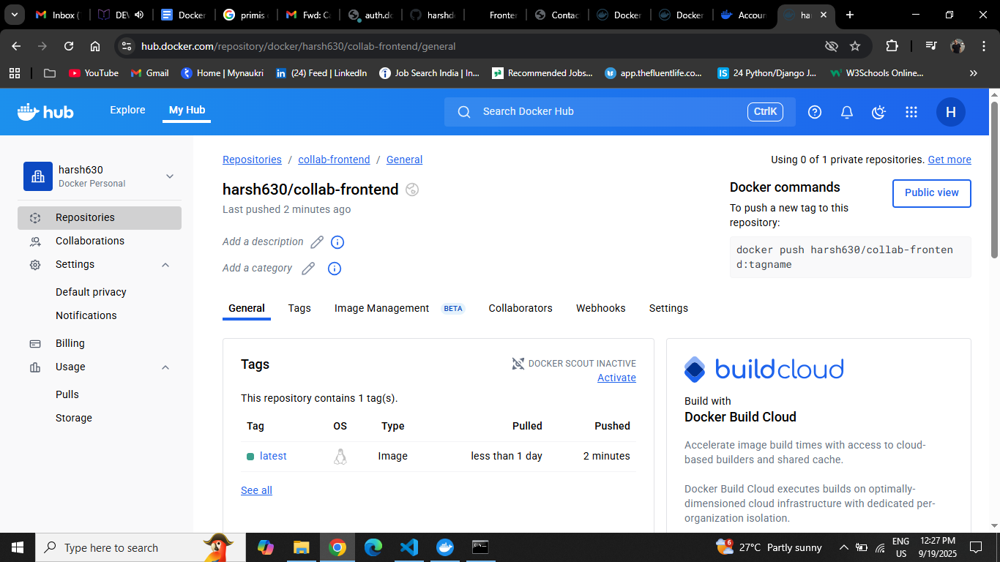 Inbox (
DEV
Docker
primis
Fwd: Ca
auth.do
harshd
Fronter
Contac
Docker
Docker
Accoun
ha
hub.docker.com/repository/docker/harsh630/collab-frontend/general
YouTube
Gmail
Home | Mynaukri
(24) Feed | LinkedIn
Job Search India | In...
Recommended Jobs...
app.thefluentlife.co...
IS
24 Python/Django J...
W3Schools Online...
hub
Explore
My Hub
Search Docker Hub
CtrlK
H
harsh630
Docker Personal
Repositories
Collaborations
Settings
Default privacy
Notifications
Billing
Usage
Pulls
Storage
Repositories / collab-frontend / General
Using 0 of 1 private repositories. Get more
harsh630/collab-frontend
Last pushed 2 minutes ago
Add a description
Add a category
Docker commands
Public view
To push a new tag to this
repository:
docker push harsh630/collab-fronten
d:tagname
General
Tags
Image Management BETA
Collaborators
Webhooks
Settings
Tags
DOCKER SCOUT INACTIVE
Activate
This repository contains 1 tag(s).
Tag OS Type Pulled Pushed
latest Image less than 1 day 2 minutes
See all
buildcloud
Build with
Docker Build Cloud
Accelerate image build times with access to cloud-
based builders and shared cache.
Docker Build Cloud executes builds on optimally-
dimensioned cloud infrastructure with dedicated per-
organization isolation.
Type here to search
6
27°C Partly sunny
ENG
US
12:27 PM
9/19/2025